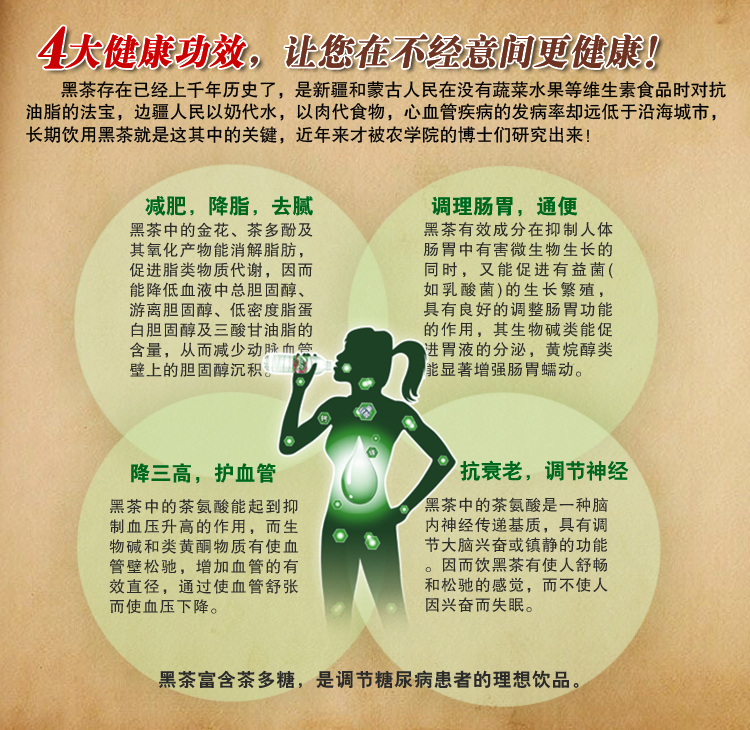 4大健康功效，让您在不经意间更健康！
黑茶存在已经上千年历史了，是新疆和蒙古人民在没有蔬菜水果等维生素食品时对抗
油脂的法宝，边疆人民以奶代水，以肉代食物，心血管疾病的发病率却远低于沿海城市，
长期饮用黑茶就是这其中的关键，近年来才被农学院的博士们研究出来！
减肥，降脂，去腻
黑茶中的金花、茶多酚及
其氧化产物能消解脂肪，
促进脂类物质代谢，因而
能降低血液中总胆固醇、
游离胆固醇、低密度脂蛋
白胆固醇及三酸甘油脂的
含量，从而减少动脉血管
壁上的胆固醇沉积。
调理肠胃，通便
黑茶有效成分在抑制人体
肠胃中有害微生物生长的
同时，又能促进有益菌(
如乳酸菌)的生长繁殖，
具有良好的调整肠胃功能
的作用，其生物碱类能促
进胃液的分泌，黄烷醇类
能显著增强肠胃蠕动。
降三高，护血管
黑茶中的茶氨酸能起到抑
制血压升高的作用，而生
物碱和类黄酮物质有使血
管壁松驰，增加血管的有
效直径，通过使血管舒张
而使血压下降。
抗衰老，调节神经
黑茶中的茶氨酸是一种脑
内神经传递基质，具有调
节大脑兴奋或镇静的功能
。因而饮黑茶有使人舒畅
和松驰的感觉，而不使人
因兴奋而失眠。
黑茶富含茶多糖，是调节糖尿病患者的理想饮品。